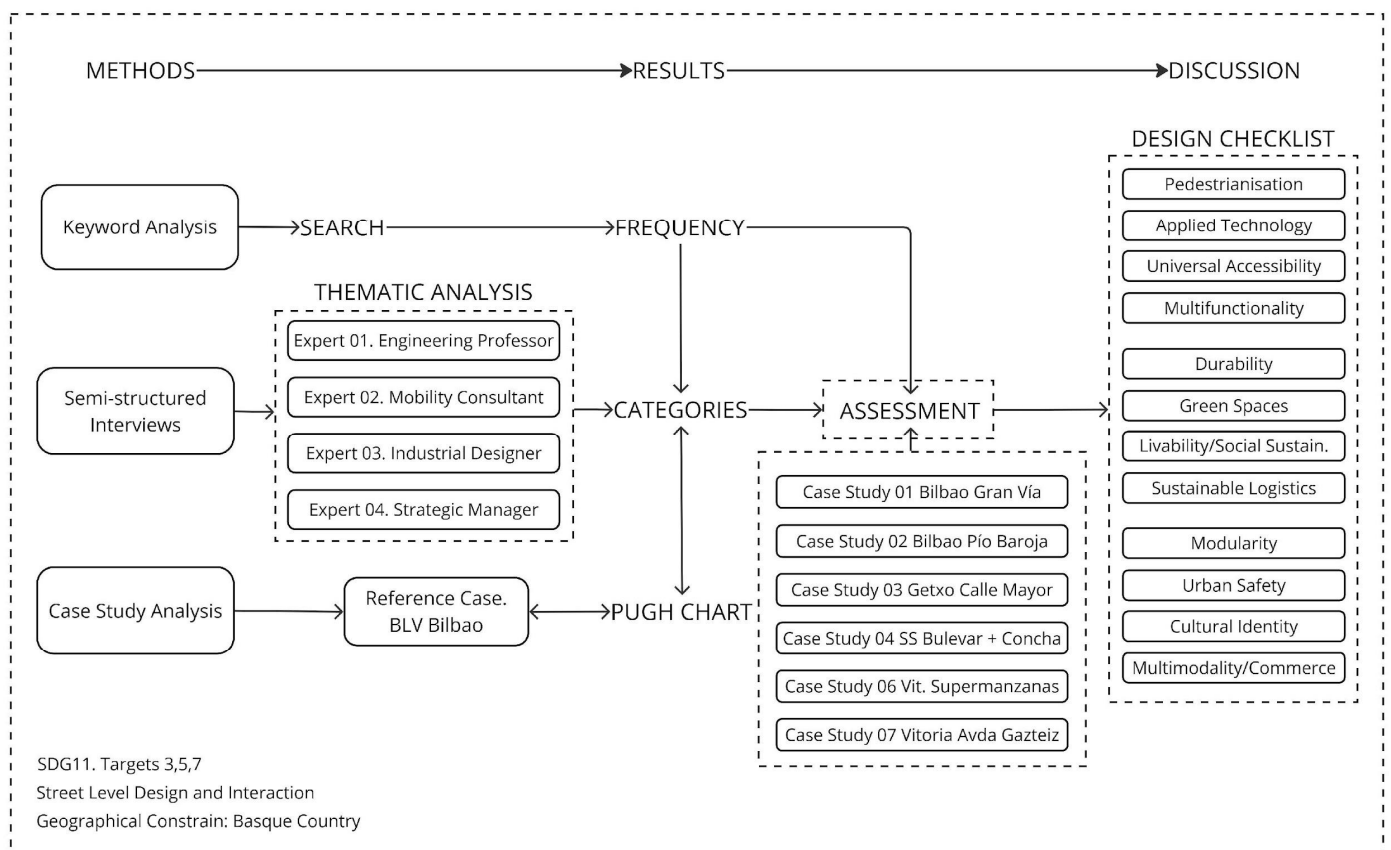 METHODS
RESULTS
DISCUSSION
DESIGN CHECKLIST
Pedestrianisation
Applied Technology
Universal Accessibility
Multifunctionality
Durability
Green Spaces
Livability/Social Sustain.
Sustainable Logistics
Modularity
Urban Safety
Cultural Identity
Multimodality/Commerce
Keyword Analysis
SEARCH
FREQUENCY
THEMATIC ANALYSIS
Expert 01. Engineering Professor
Expert 02. Mobility Consultant
Expert 03. Industrial Designer
Expert 04. Strategic Manager
Semi-structured
Interviews
CATEGORIES
ASSESSMENT
Case Study 01 Bilbao Gran Vía
Case Study 02 Bilbao Pío Baroja
Case Study 03 Getxo Calle Mayor
Case Study 04 SS Bulevar + Concha
Case Study 06 Vit. Supermanzanas
Case Study 07 Vitoria Avda Gazteiz
Case Study Analysis
Reference Case.
BLV Bilbao
PUGH CHART
SDG11. Targets 3,5,7
Street Level Design and Interaction
Geographical Constrain: Basque Country